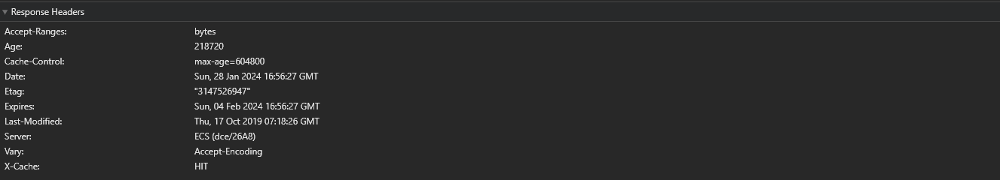 Response Headers
Accept-Ranges: bytes
Age: 218720
Cache-Control: max-age=604800
Date: Sun, 28 Jan 2024 16:56:27 GMT
Etag: "3147526947"
Expires: Sun, 04 Feb 2024 16:56:27 GMT
Last-Modified: Thu, 17 Oct 2019 07:18:26 GMT
Server: ECS (dce/26A8)
Vary: Accept-Encoding
X-Cache: HIT